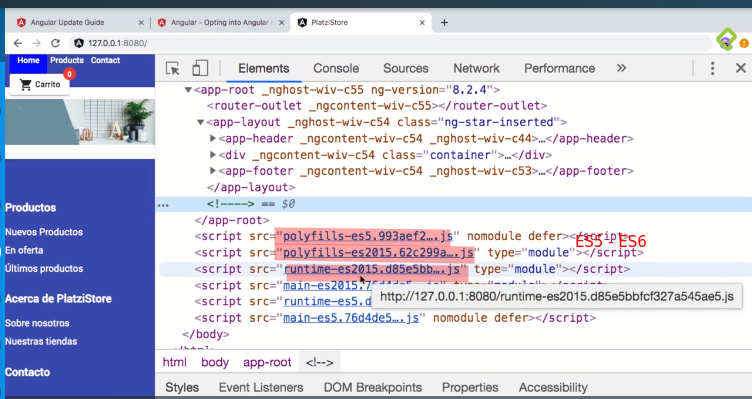 Angular Update Guide
Angular - Opting into Angular
PlatziStore
127.0.0.1:8080/
Home Products Contact
0
Carrito
Elements Console Sources Network Performance »
▼<app-root _nghost-wiv-c55 ng-version="8.2.4">
<router-outlet _ngcontent-wiv-c55></router-outlet>
▼<app-layout _nghost-wiv-c54 class="ng-star-inserted">
▶<app-header _ngcontent-wiv-c54 _nghost-wiv-c44>…</app-header>
▶<div _ngcontent-wiv-c54 class="container">…</div>
▶<app-footer _ngcontent-wiv-c54 _nghost-wiv-c53>…</app-footer>
</app-layout>
<!----> == $0
</app-root>
<script src="polyfills-es5.993aef2….js" nomodule defer></script>
ES5 - ES6
<script src="polyfills-es2015.62c299a….js" type="module"></script>
<script src="runtime-es2015.d85e5bb….js" type="module"></script>
<script src="main-es2015.76
http://127.0.0.1:8080/runtime-es2015.d85e5bbfcf327a545ae5.js
<script src="runtime-es5.d
<script src="main-es5.76d4de5….js" nomodule defer></script>
</body>
</html>
Productos
Nuevos Productos
En oferta
Últimos productos
Acerca de PlatziStore
Sobre nosotros
Nuestras tiendas
Contacto
html body app-root <!-->
Styles Event Listeners DOM Breakpoints Properties Accessibility